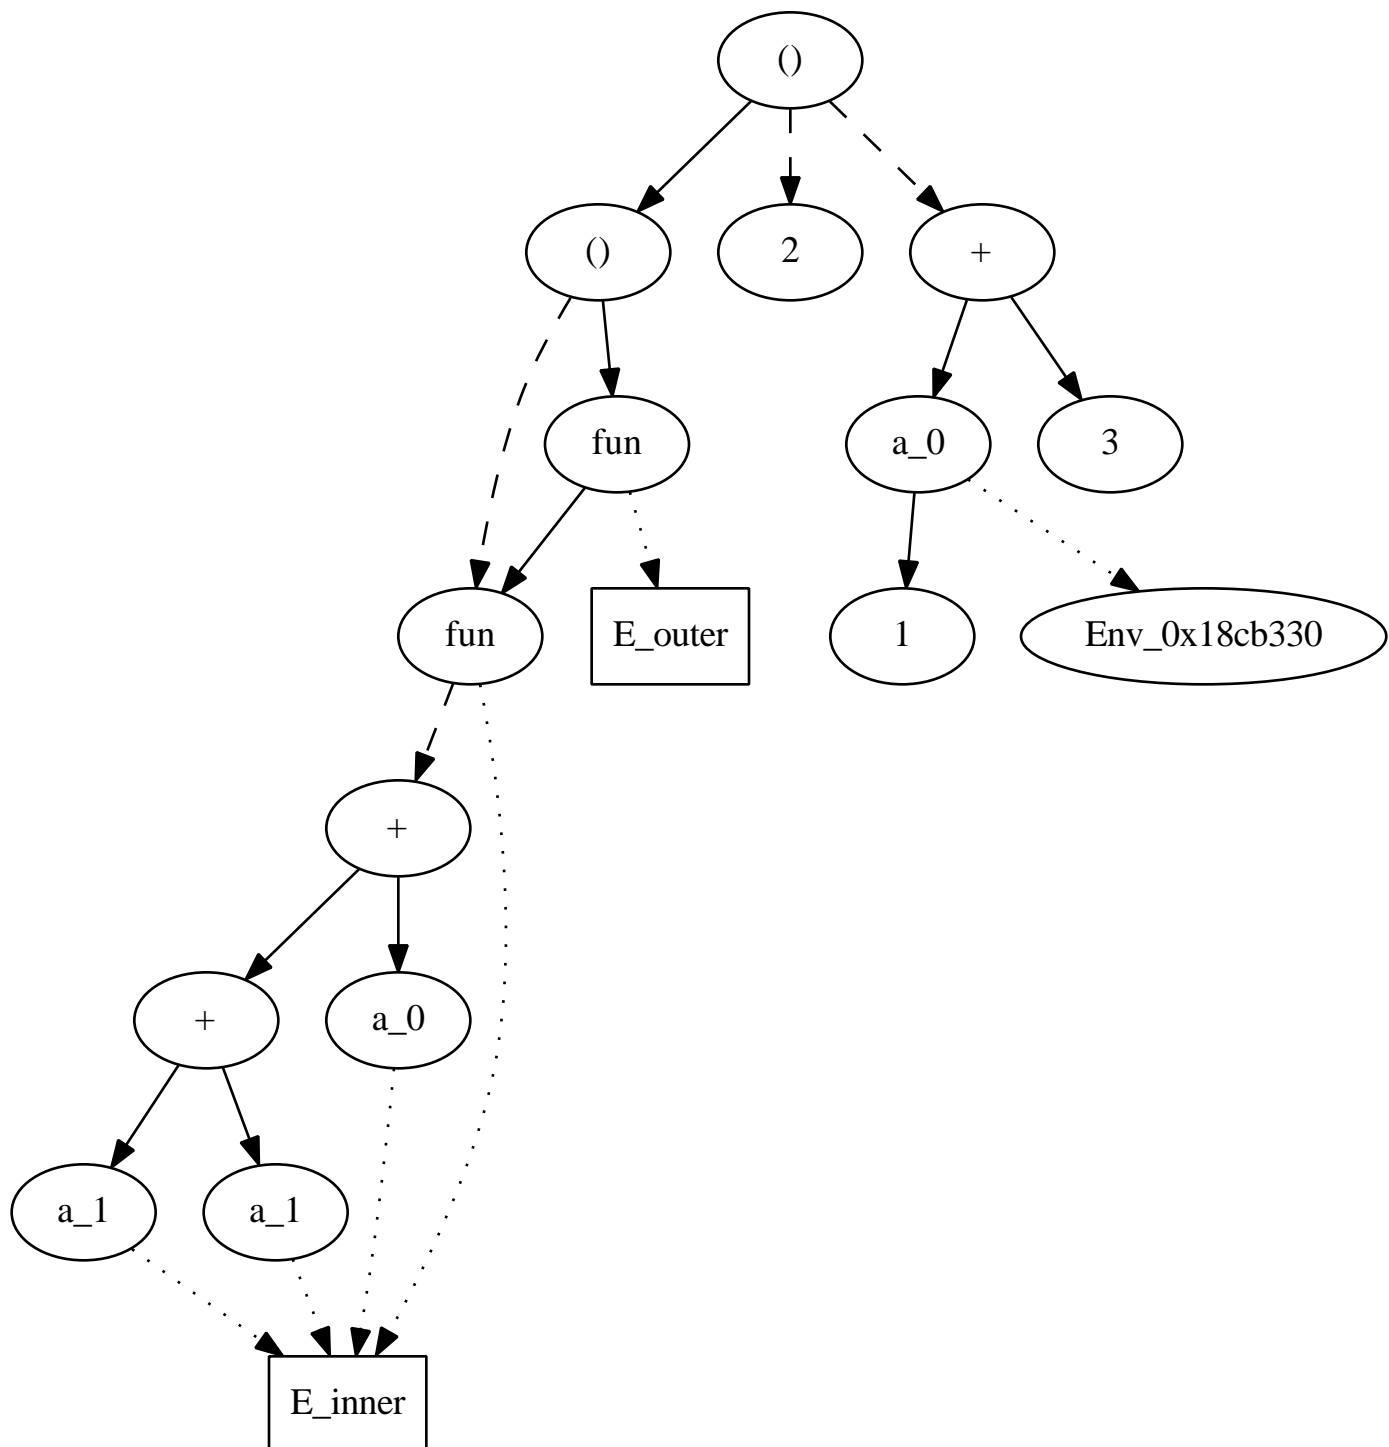 ()
()
2
+
fun
a_0
3
fun
E_outer
1
Env_0x18cb330
+
+
a_0
a_1
a_1
E_inner